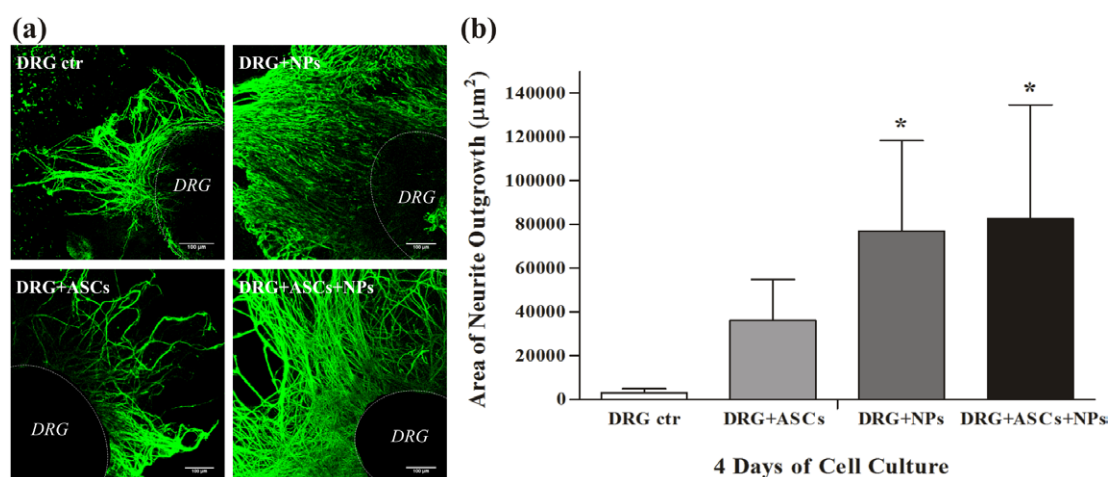 (a)
DRG ctr
DRG
100 µm
DRG+NPs
DRG
100 µm
DRG+ASCs
DRG
100 µm
DRG+ASCs+NPs
DRG
100 µm
(b)
Area of Neurite Outgrowth (µm²)
140000
120000
100000
80000
60000
40000
20000
0
*
*
DRG ctr
DRG+ASCs
DRG+NPs
DRG+ASCs+NPs
4 Days of Cell Culture